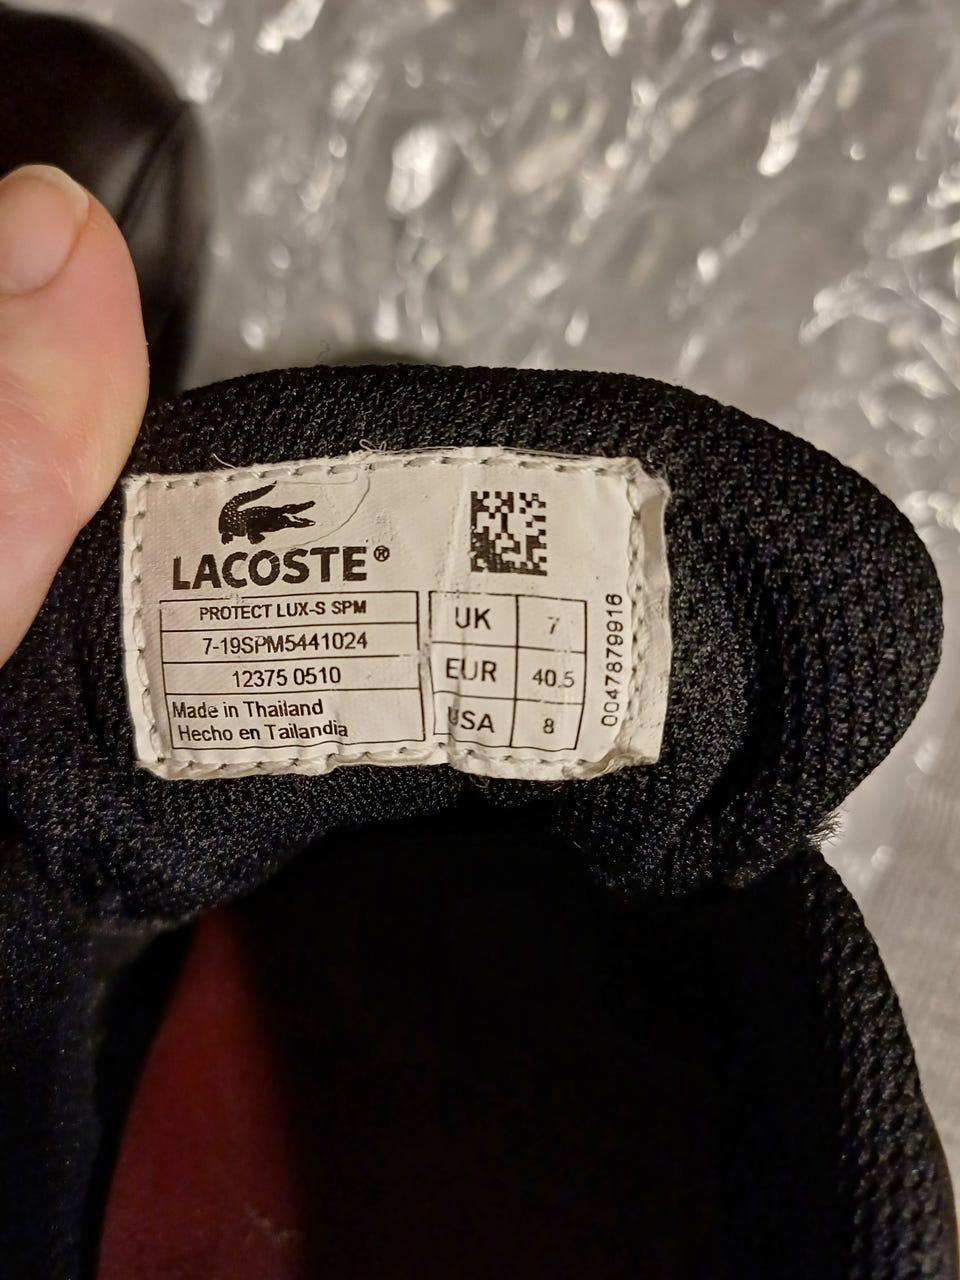 LACOSTE®
PROTECT LUX-S SPM
7-19SPM5441024
12375 0510
Made in Thailand
Hecho en Tailandia
UK 7
EUR 40.5
USA 8
0047879916